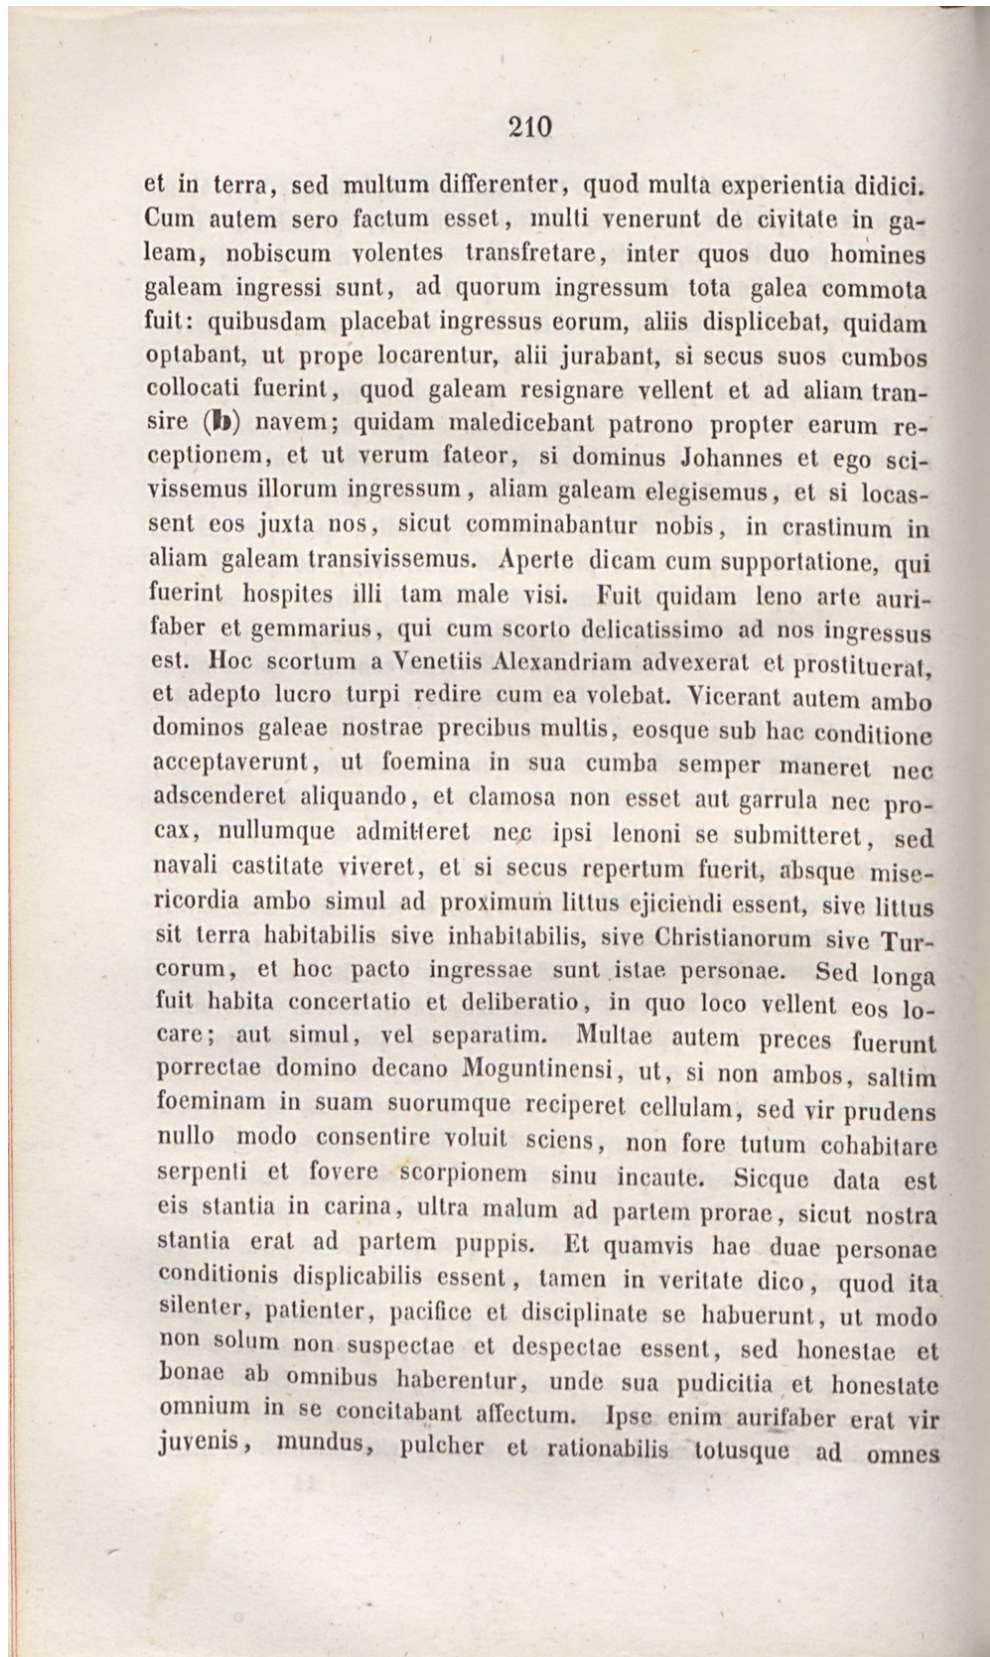 210
et in terra, sed multum differenter, quod multa experientia didici.
Cum autem sero factum esset, multi venerunt de civitate in ga-
leam, nobiscum volentes transfretare, inter quos duo homines
galeam ingressi sunt, ad quorum ingressum tota galea commota
fuit: quibusdam placebat ingressus eorum, aliis displicebat, quidam
optabant, ut prope locarentur, alii jurabant, si secus suos cumbos
collocati fuerint, quod galeam resignare vellent et ad aliam tran-
sire (b) navem; quidam maledicebant patrono propter earum re-
ceptionem, et ut verum fateor, si dominus Johannes et ego sci-
vissemus illorum ingressum, aliam galeam elegisemus, et si locas-
sent eos juxta nos, sicut comminabantur nobis, in crastinum in
aliam galeam transivissemus. Aperte dicam cum supportatione, qui
fuerint hospites illi tam male visi. Fuit quidam leno arte auri-
faber et gemmarius, qui cum scorto delicatissimo ad nos ingressus
est. Hoc scortum a Venetiis Alexandriam advexerat et prostituerat,
et adepto lucro turpi redire cum ea volebat. Vicerant autem ambo
dominos galeae nostrae precibus multis, eosque sub hac conditione
acceptaverunt, ut foemina in sua cumba semper maneret nec
adscenderet aliquando, et clamosa non esset aut garrula nec pro-
cax, nullumque admitteret nec ipsi lenoni se submitteret, sed
navali castitate viveret, et si secus repertum fuerit, absque mise-
ricordia ambo simul ad proximum littus ejiciendi essent, sive littus
sit terra habitabilis sive inhabitabilis, sive Christianorum sive Tur-
corum, et hoc pacto ingressae sunt istae personae. Sed longa
fuit habita concertatio et deliberatio, in quo loco vellent eos lo-
care; aut simul, vel separatim. Multae autem preces fuerunt
porrectae domino decano Moguntinensi, ut, si non ambos, saltim
foeminam in suam suorumque reciperet cellulam, sed vir prudens
nullo modo consentire voluit sciens, non fore tutum cohabitare
serpenti et fovere scorpionem sinu incaute. Sicque data est
eis stantia in carina, ultra malum ad partem prorae, sicut nostra
stantia erat ad partem puppis. Et quamvis hae duae personae
conditionis displicabilis essent, tamen in veritate dico, quod ita
silenter, patienter, pacifice et disciplinate se habuerunt, ut modo
non solum non suspectae et despectae essent, sed honestae et
bonae ab omnibus haberentur, unde sua pudicitia et honestate
omnium in se concitabant affectum. Ipse enim aurifaber erat vir
juvenis, mundus, pulcher et rationabilis totusque ad omnes